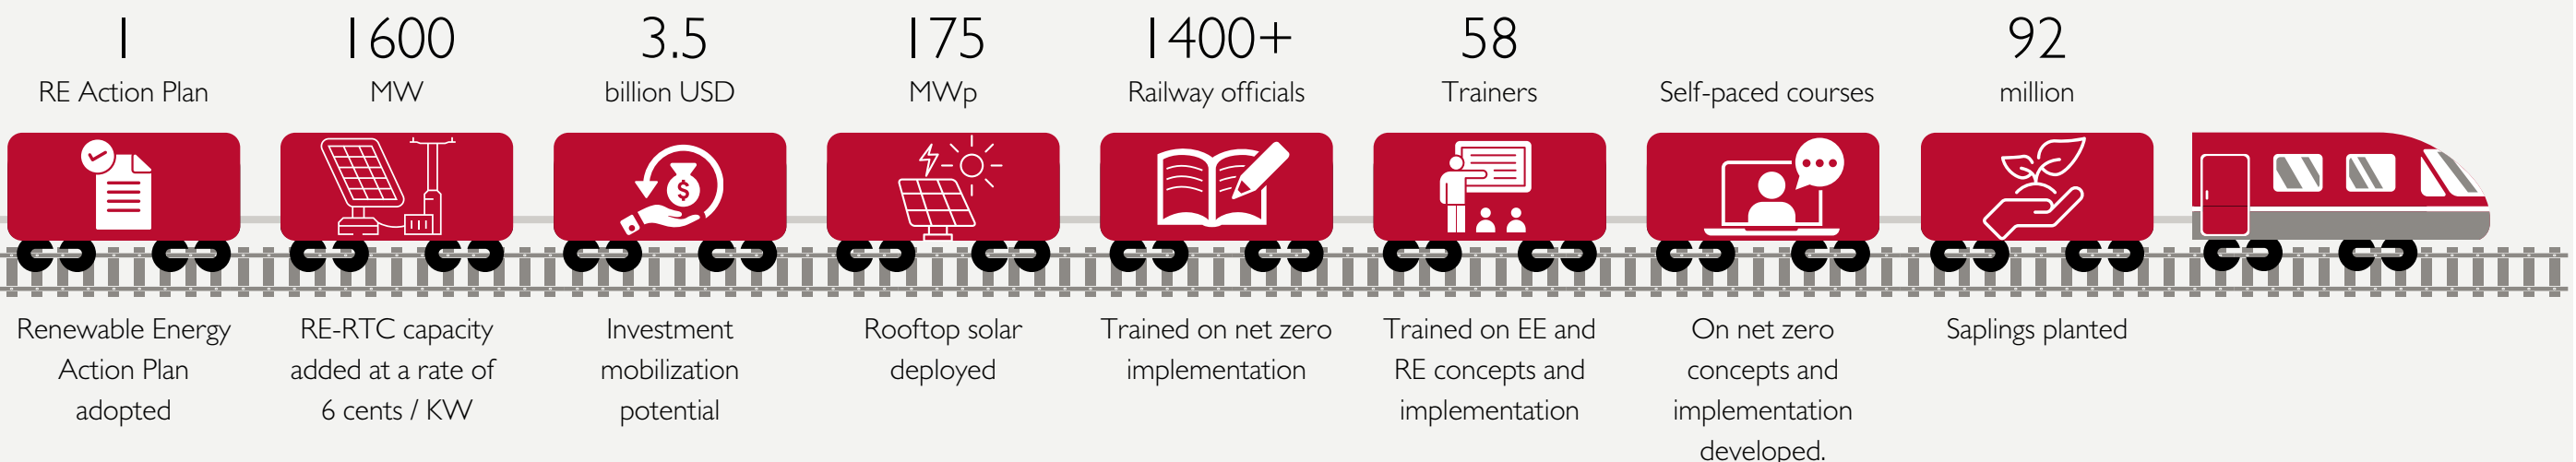 1
RE Action Plan
Renewable Energy
Action Plan
adopted
1600
MW
RE-RTC capacity
added at a rate of
6 cents / KW
3.5
billion USD
Investment
mobilization
potential
175
MWp
Rooftop solar
deployed
1400+
Railway officials
Trained on net zero
implementation
58
Trainers
Trained on EE and
RE concepts and
implementation
Self-paced courses
On net zero
concepts and
implementation
developed.
92
million
Saplings planted